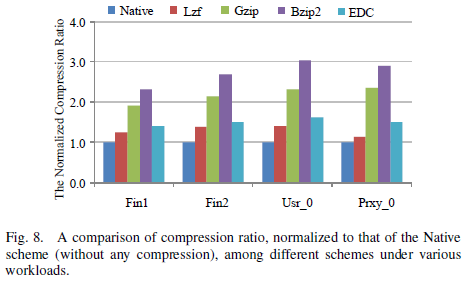 Native Lzf Gzip Bzip2 EDC
The Normalized Compression Ratio
4.0
3.0
2.0
1.0
0.0
Fin1 Fin2 Usr_0 Prxy_0
Fig. 8. A comparison of compression ratio, normalized to that of the Native
scheme (without any compression), among different schemes under various
workloads.